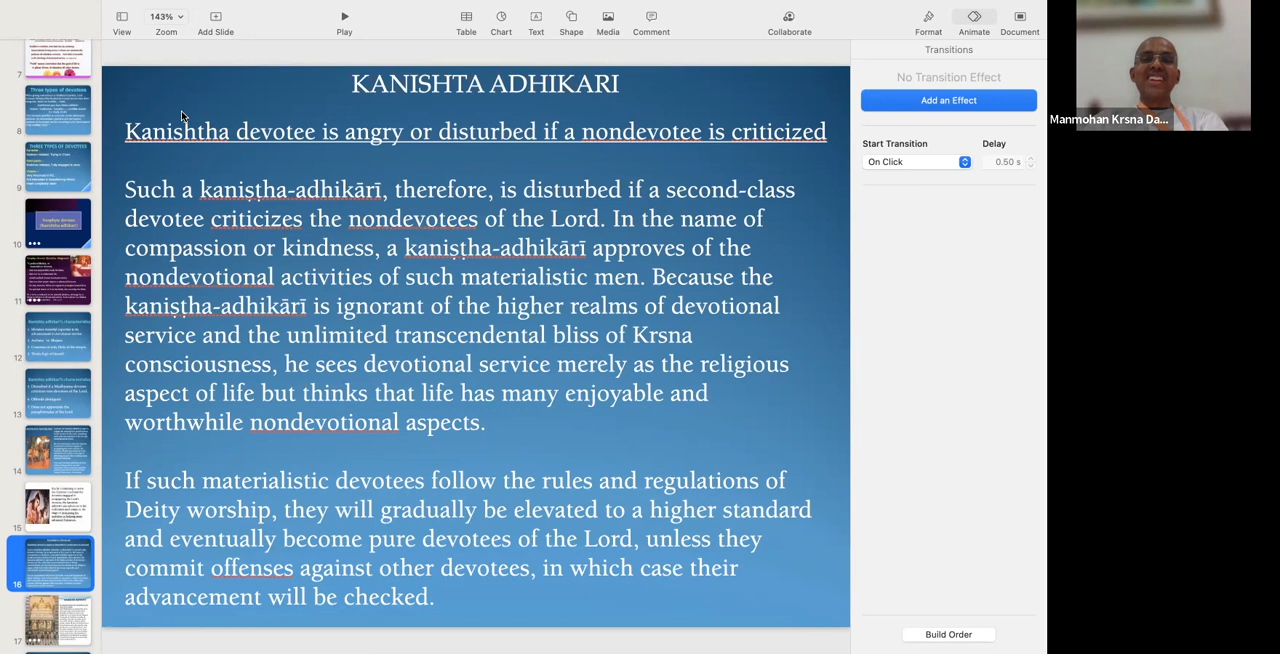 143%
View
Zoom
Add Slide
Play
Table
Chart
Text
Shape
Media
Comment
Collaborate
Format
Animate
Document
7
Three types of devotees
8
THREE TYPES OF DEVOTEES
9
10
11
12
13
14
15
16
17
KANISHTA ADHIKARI
Kanishtha devotee is angry or disturbed if a nondevotee is criticized
Such a kaniṣṭha-adhikārī, therefore, is disturbed if a second-class
devotee criticizes the nondevotees of the Lord. In the name of
compassion or kindness, a kaniṣṭha-adhikārī approves of the
nondevotional activities of such materialistic men. Because the
kaniṣṭha-adhikārī is ignorant of the higher realms of devotional
service and the unlimited transcendental bliss of Krsna
consciousness, he sees devotional service merely as the religious
aspect of life but thinks that life has many enjoyable and
worthwhile nondevotional aspects.
If such materialistic devotees follow the rules and regulations of
Deity worship, they will gradually be elevated to a higher standard
and eventually become pure devotees of the Lord, unless they
commit offenses against other devotees, in which case their
advancement will be checked.
Transitions
No Transition Effect
Add an Effect
Start Transition
Delay
On Click
0.50 s
Build Order
Manmohan Krsna Da...